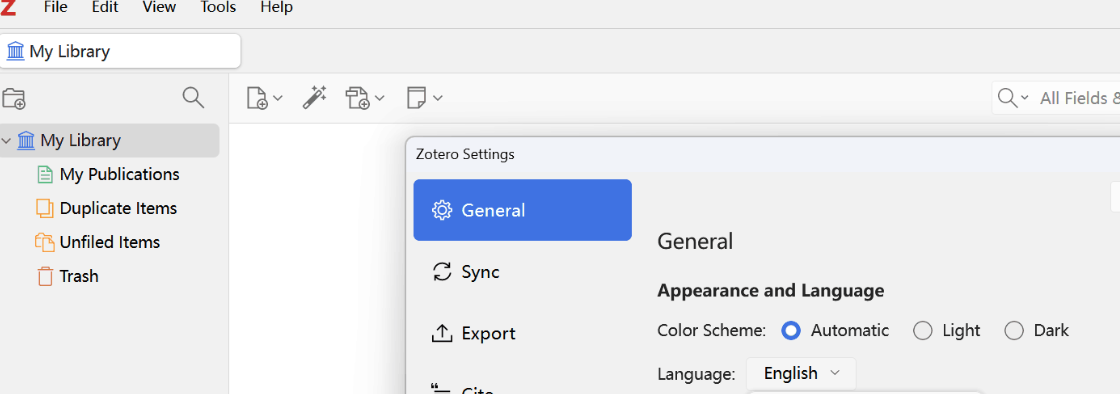 Z File Edit View Tools Help
My Library
All Fields &
My Library
My Publications
Duplicate Items
Unfiled Items
Trash
Zotero Settings
General
Sync
Export
Cite
General
Appearance and Language
Color Scheme: Automatic Light Dark
Language: English